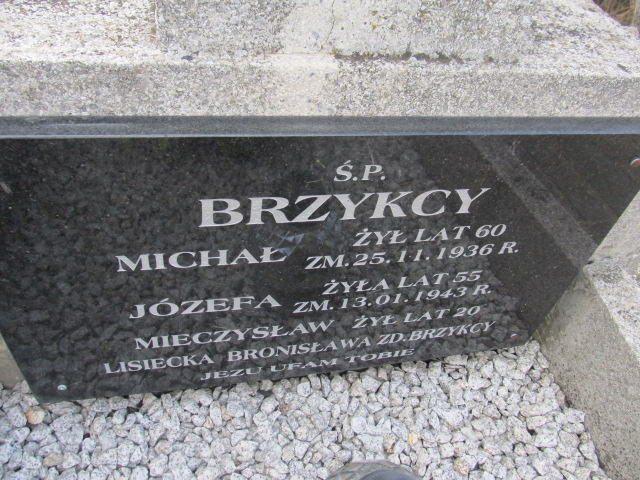 Ś.P.
BRZYKCY
MICHAŁ ŻYŁ LAT 60
ZM.25.11.1936 R.
JÓZEFA ŻYŁA LAT 55
ZM.13.01.1943 R.
MIECZYSŁAW ŻYŁ LAT 20
LISIECKA BRONISŁAWA ZD.BRZYKCY
JEZU UFAM TOBIE